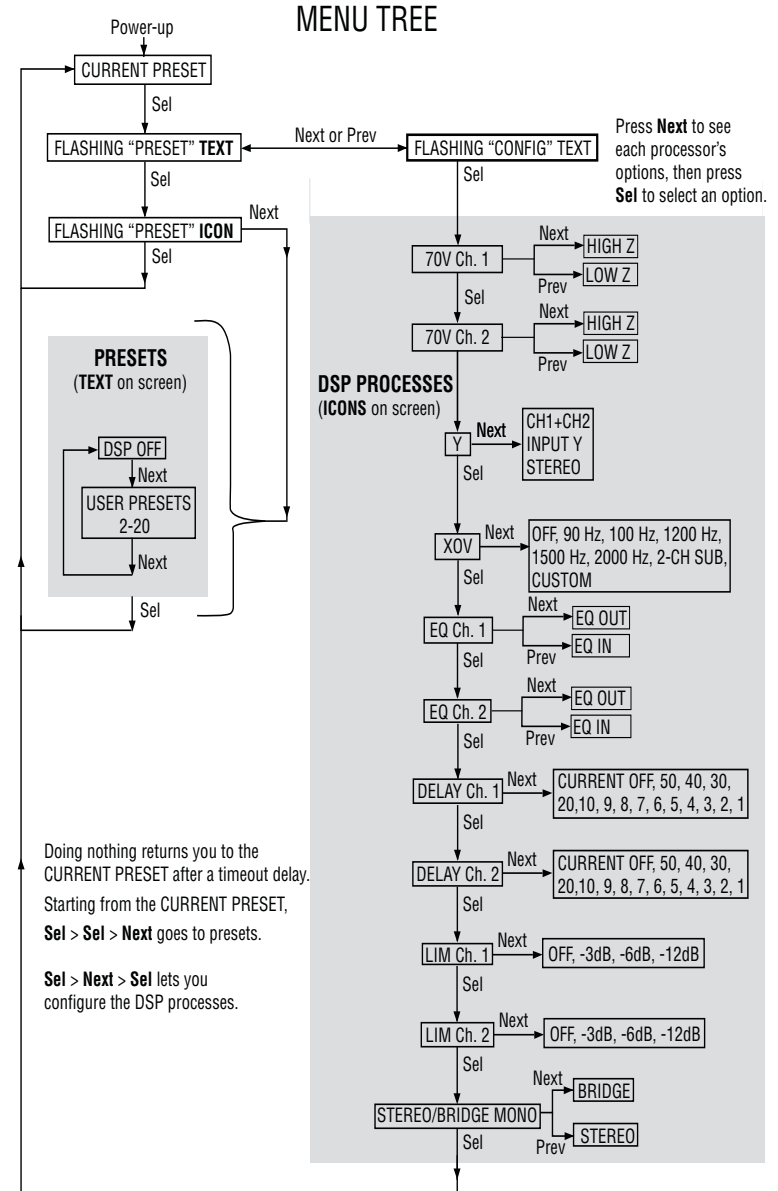 MENU TREE
Power-up
CURRENT PRESET
Sel
FLASHING “PRESET” TEXT
Next or Prev
FLASHING “CONFIG” TEXT
Press Next to see
each processor's
options, then press
Sel to select an option.
Sel
FLASHING “PRESET” ICON
Next
Sel
PRESETS
(TEXT on screen)
DSP OFF
Next
USER PRESETS
2-20
Next
Sel
Doing nothing returns you to the
CURRENT PRESET after a timeout delay.
Starting from the CURRENT PRESET,
Sel > Sel > Next goes to presets.
Sel > Next > Sel lets you
configure the DSP processes.
Sel
DSP PROCESSES
(ICONS on screen)
70V Ch. 1
Next
HIGH Z
Prev
LOW Z
Sel
70V Ch. 2
Next
HIGH Z
Prev
LOW Z
Y
Next
CH1+CH2
INPUT Y
STEREO
Sel
XOV
Next
OFF, 90 Hz, 100 Hz, 1200 Hz,
1500 Hz, 2000 Hz, 2-CH SUB,
CUSTOM
Sel
EQ Ch. 1
Next
EQ OUT
Prev
EQ IN
Sel
EQ Ch. 2
Next
EQ OUT
Prev
EQ IN
Sel
DELAY Ch. 1
Next
CURRENT OFF, 50, 40, 30,
20,10, 9, 8, 7, 6, 5, 4, 3, 2, 1
Sel
DELAY Ch. 2
Next
CURRENT OFF, 50, 40, 30,
20,10, 9, 8, 7, 6, 5, 4, 3, 2, 1
Sel
LIM Ch. 1
Next
OFF, -3dB, -6dB, -12dB
Sel
LIM Ch. 2
Next
OFF, -3dB, -6dB, -12dB
Sel
STEREO/BRIDGE MONO
Next
BRIDGE
Prev
STEREO
Sel